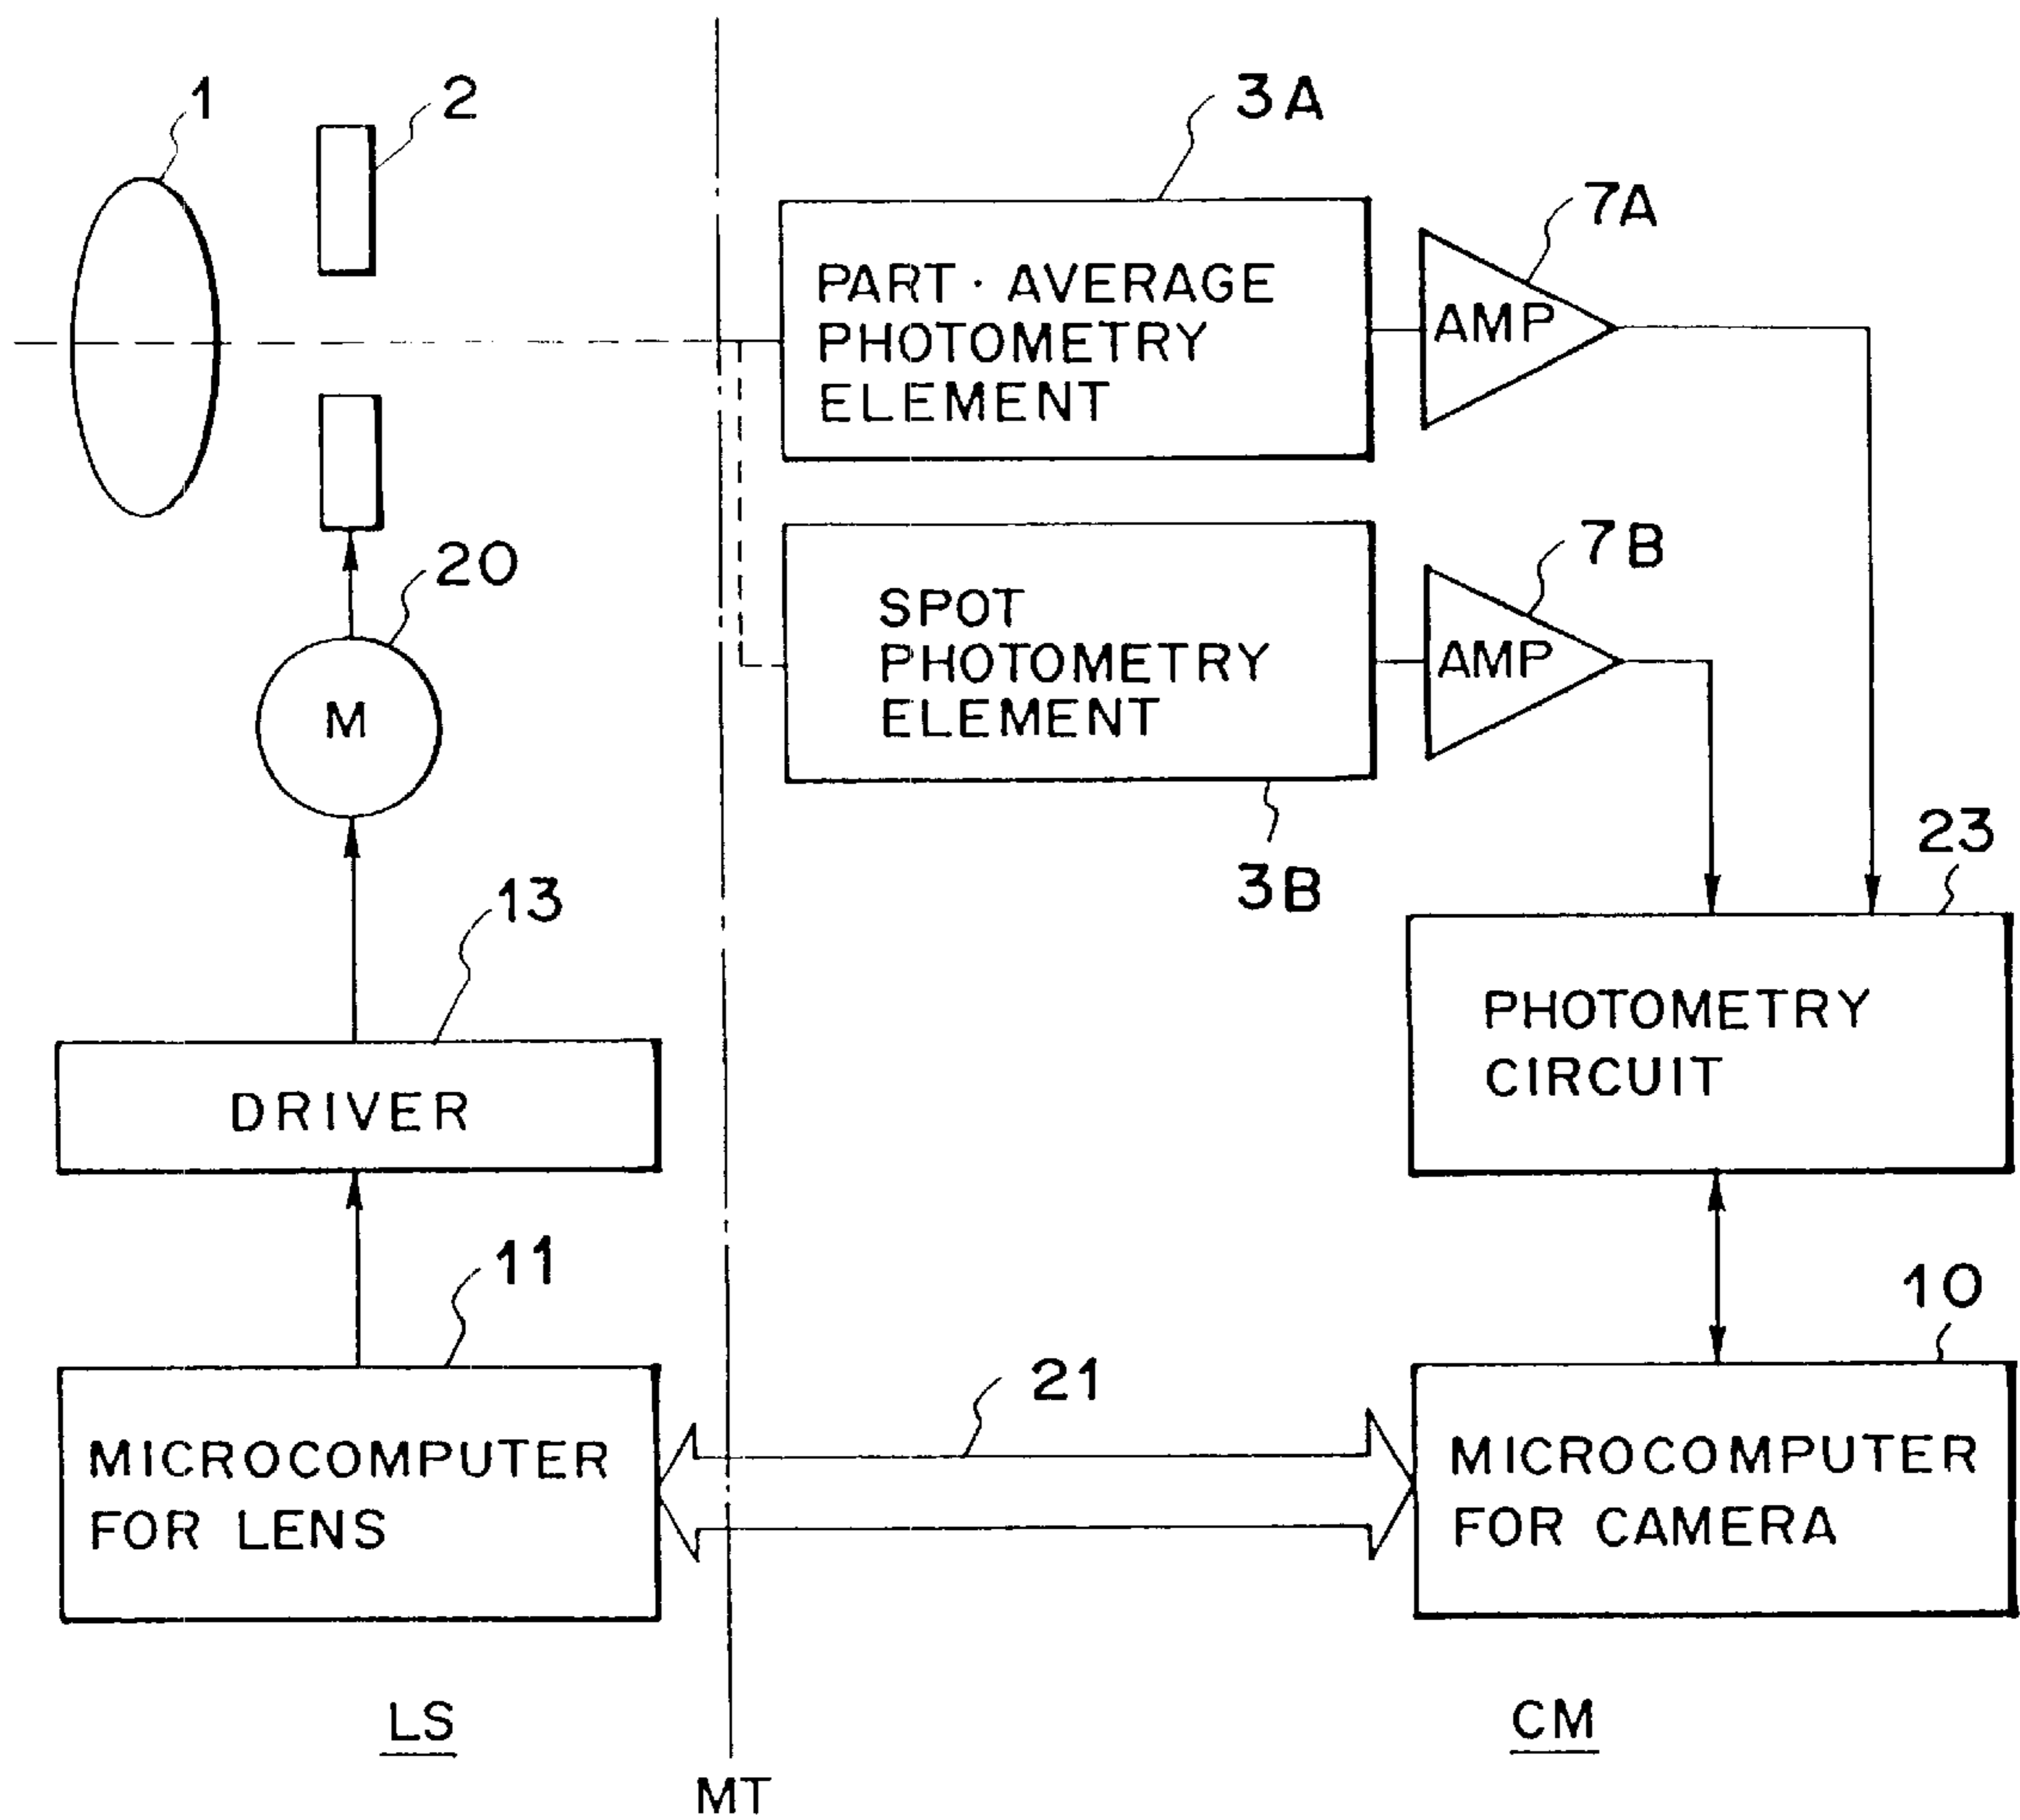 1
2
3A
7A
PART · AVERAGE
PHOTOMETRY
ELEMENT
AMP
20
7B
SPOT
PHOTOMETRY
ELEMENT
AMP
M
3B
23
13
PHOTOMETRY
CIRCUIT
DRIVER
11
10
21
MICROCOMPUTER
FOR LENS
MICROCOMPUTER
FOR CAMERA
LS
CM
MT